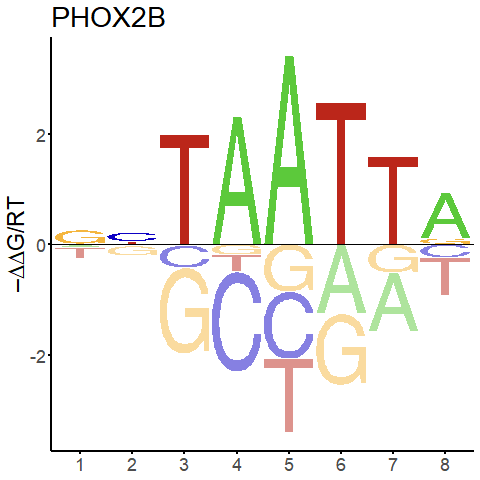 PHOX2B
−ΔΔG/RT
2
0
-2
G C T A A T T A
T G C G G A G G
G T C G A C
C C T
T
1 2 3 4 5 6 7 8